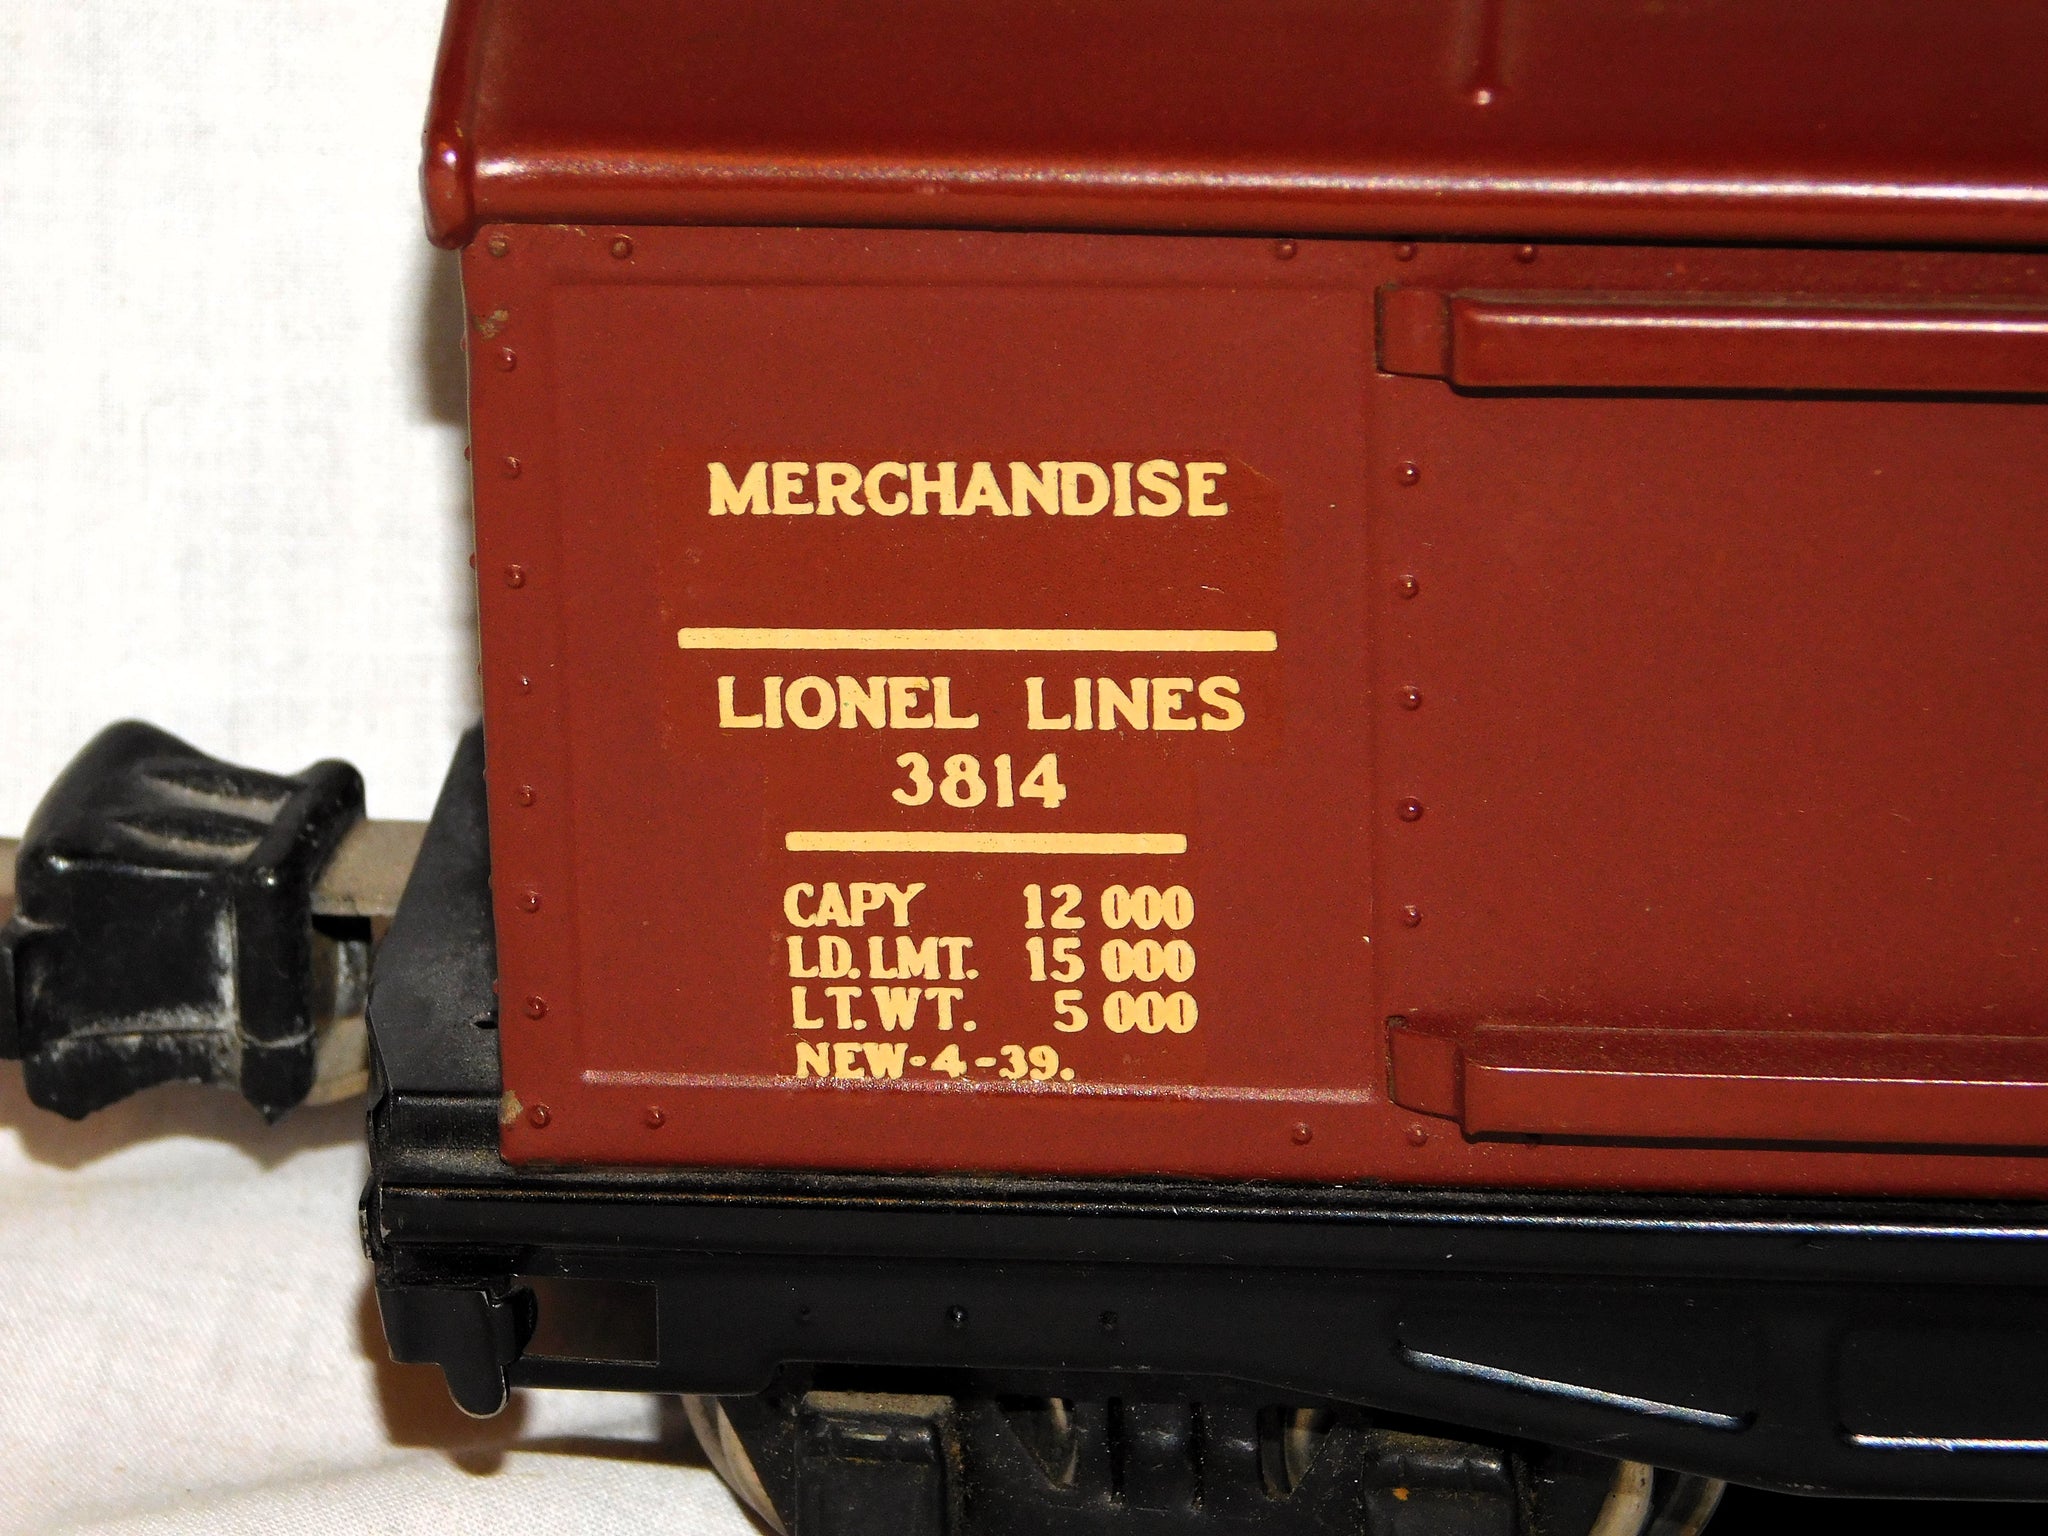 MERCHANDISE
LIONEL LINES
3814
CAPY 12 000
LD. LMT. 15 000
LT. WT. 5 000
NEW-4-39.